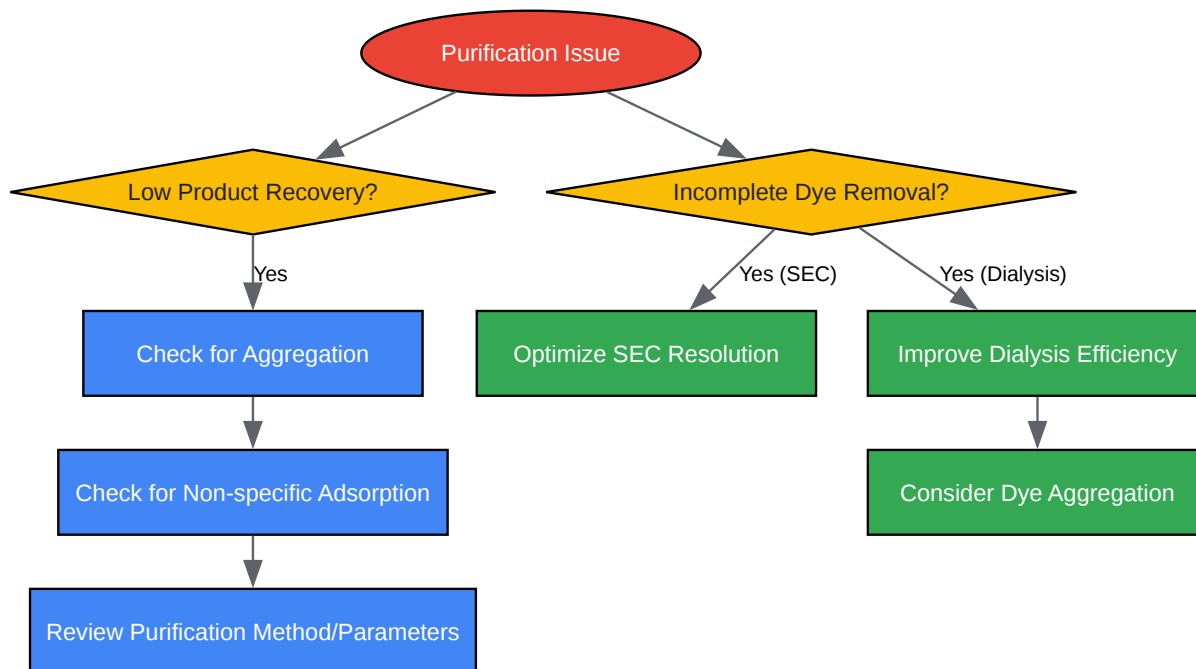 Purification Issue
Low Product Recovery?
Incomplete Dye Removal?
Yes
Yes (SEC)
Yes (Dialysis)
Check for Aggregation
Optimize SEC Resolution
Improve Dialysis Efficiency
Check for Non-specific Adsorption
Consider Dye Aggregation
Review Purification Method/Parameters